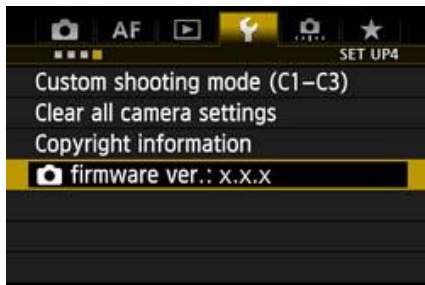 AF
SET UP4
Custom shooting mode (C1-C3)
Clear all camera settings
Copyright information
firmware ver.: x.x.x